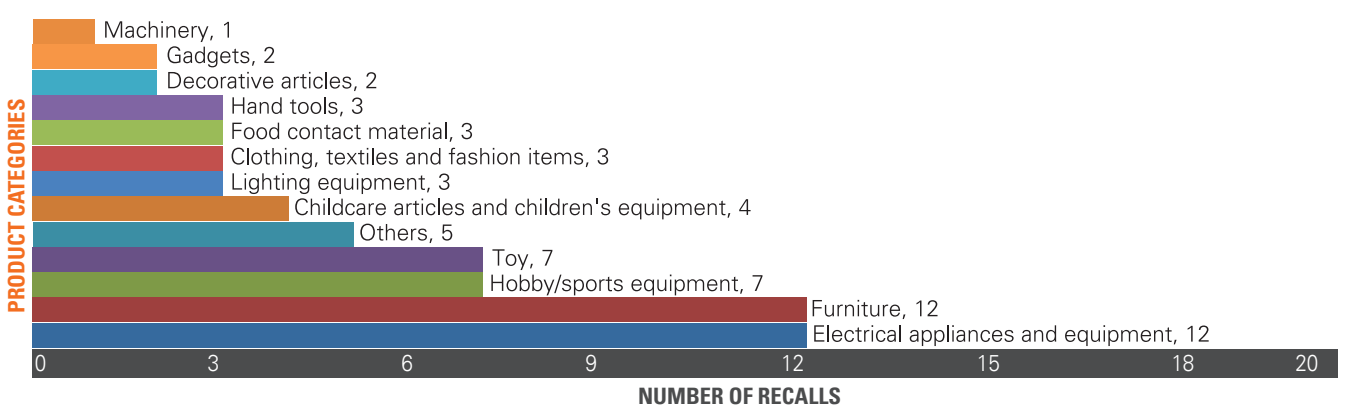 Machinery, 1
Gadgets, 2
Decorative articles, 2
Hand tools, 3
Food contact material, 3
Clothing, textiles and fashion items, 3
Lighting equipment, 3
Childcare articles and children's equipment, 4
Others, 5
Toy, 7
Hobby/sports equipment, 7
Furniture, 12
Electrical appliances and equipment, 12
PRODUCT CATEGORIES
0 3 6 9 12 15 18 20
NUMBER OF RECALLS